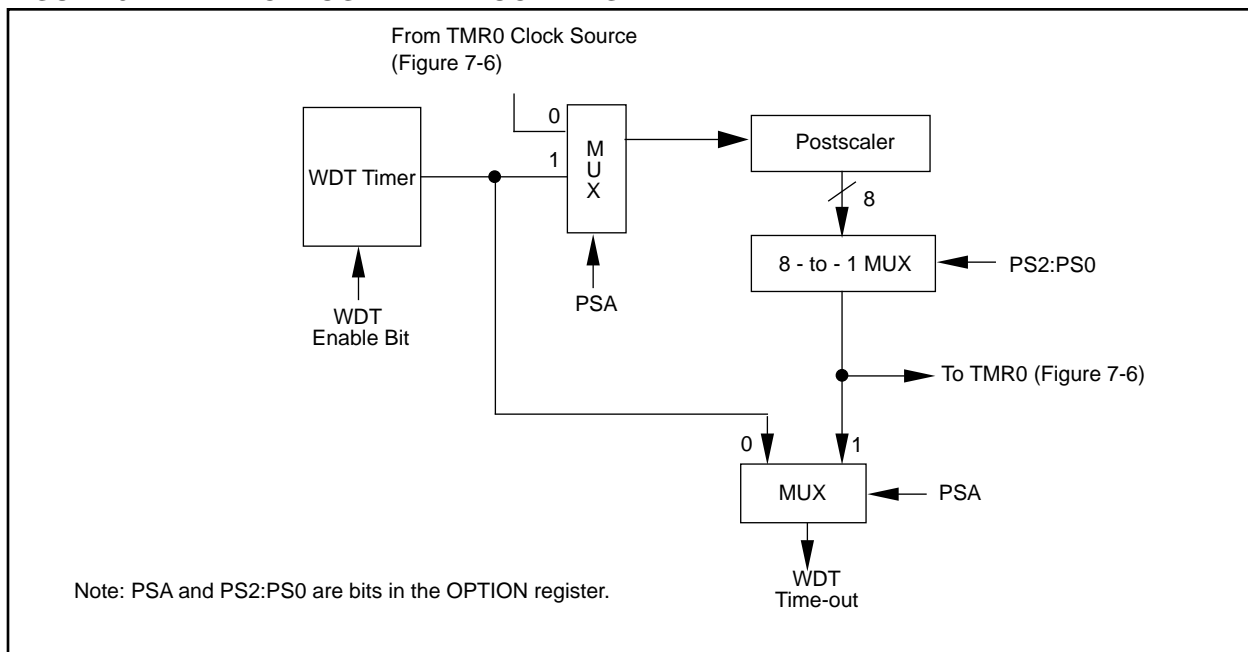 From TMR0 Clock Source
(Figure 7-6)
0
1
M
U
X
Postscaler
WDT Timer
8
8 - to - 1 MUX
PS2:PS0
PSA
WDT
Enable Bit
To TMR0 (Figure 7-6)
0
1
MUX
PSA
WDT
Time-out
Note: PSA and PS2:PS0 are bits in the OPTION register.